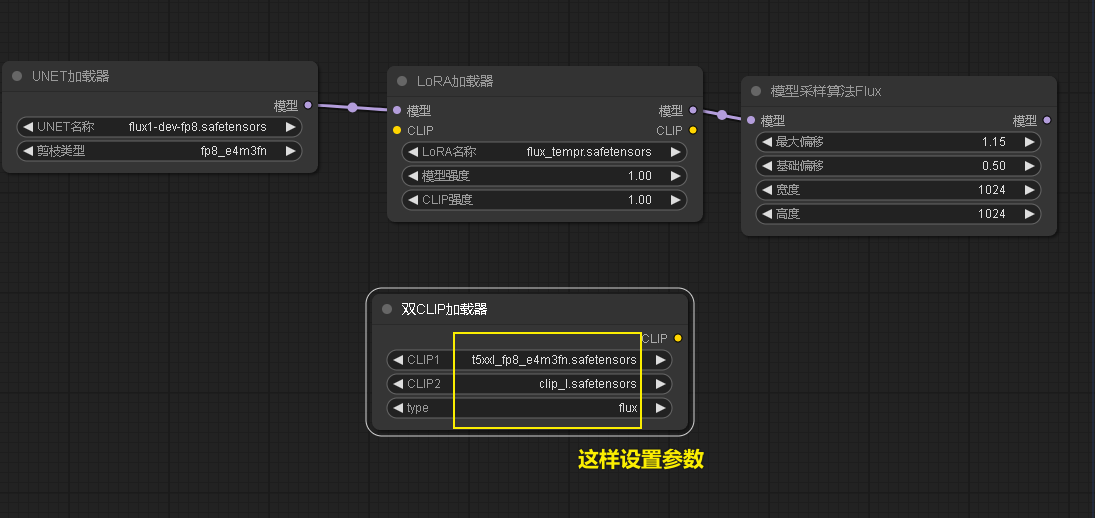 UNET加载器
模型
UNET名称 flux1-dev-fp8.safetensors
剪枝类型 fp8_e4m3fn
LoRA加载器
模型 模型
CLIP CLIP
LoRA名称 flux_tempr.safetensors
模型强度 1.00
CLIP强度 1.00
模型采样算法Flux
模型 模型
最大偏移 1.15
基础偏移 0.50
宽度 1024
高度 1024
双CLIP加载器
CLIP
CLIP1 t5xxl_fp8_e4m3fn.safetensors
CLIP2 clip_l.safetensors
type flux
这样设置参数